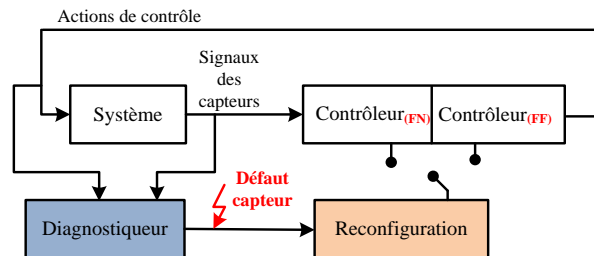 Actions de contrôle
Signaux
des
capteurs
Système
Contrôleur(FN)
Contrôleur(FF)
Défaut
capteur
Diagnostiqueur
Reconfiguration